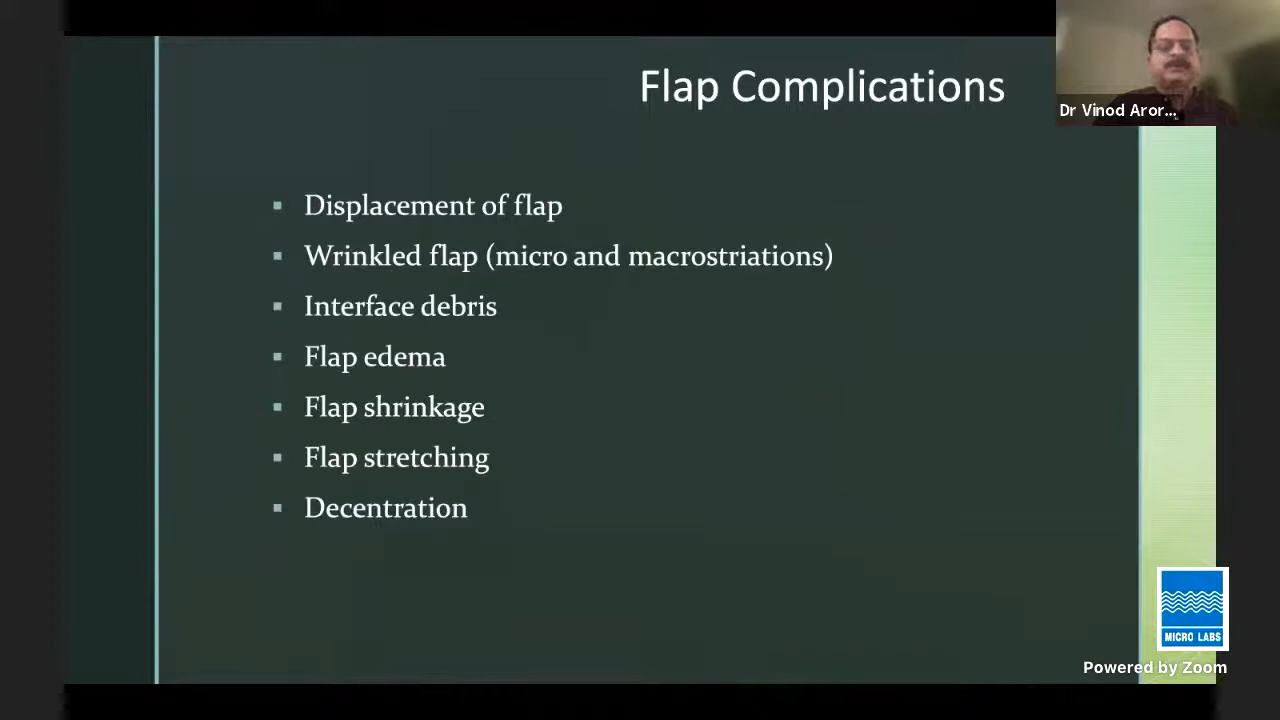 Flap Complications
Dr Vinod Aror...
▪ Displacement of flap
▪ Wrinkled flap (micro and macrostriations)
▪ Interface debris
▪ Flap edema
▪ Flap shrinkage
▪ Flap stretching
▪ Decentration
MICRO LABS
Powered by Zoom